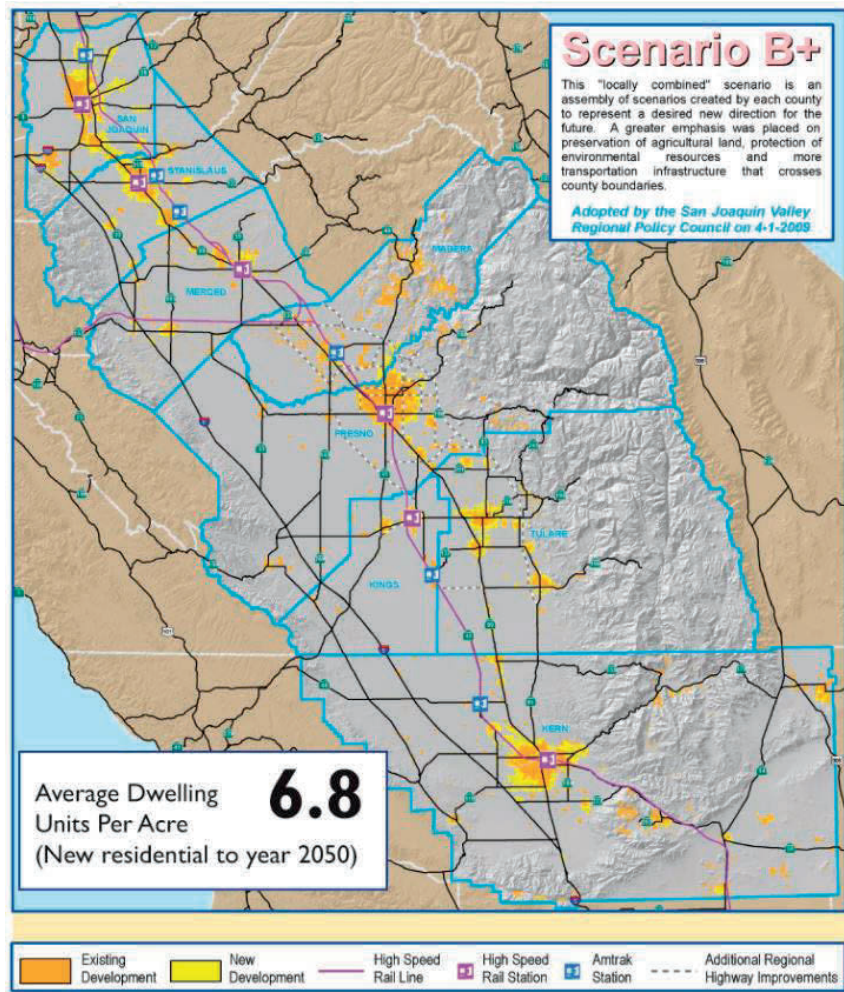 Scenario B+
This "locally combined" scenario is an
assembly of scenarios created by each county
to represent a desired new direction for the
future. A greater emphasis was placed on
preservation of agricultural land, protection of
environmental resources and more
transportation infrastructure that crosses
county boundaries.
Adopted by the San Joaquin Valley
Regional Policy Council on 4-1-2009
SAN
JOAQUIN
STANISLAUS
MERCED
MADERA
FRESNO
TULARE
KINGS
KERN
Average Dwelling
Units Per Acre
(New residential to year 2050)
6.8
Existing
Development
New
Development
High Speed
Rail Line
High Speed
Rail Station
Amtrak
Station
Additional Regional
Highway Improvements